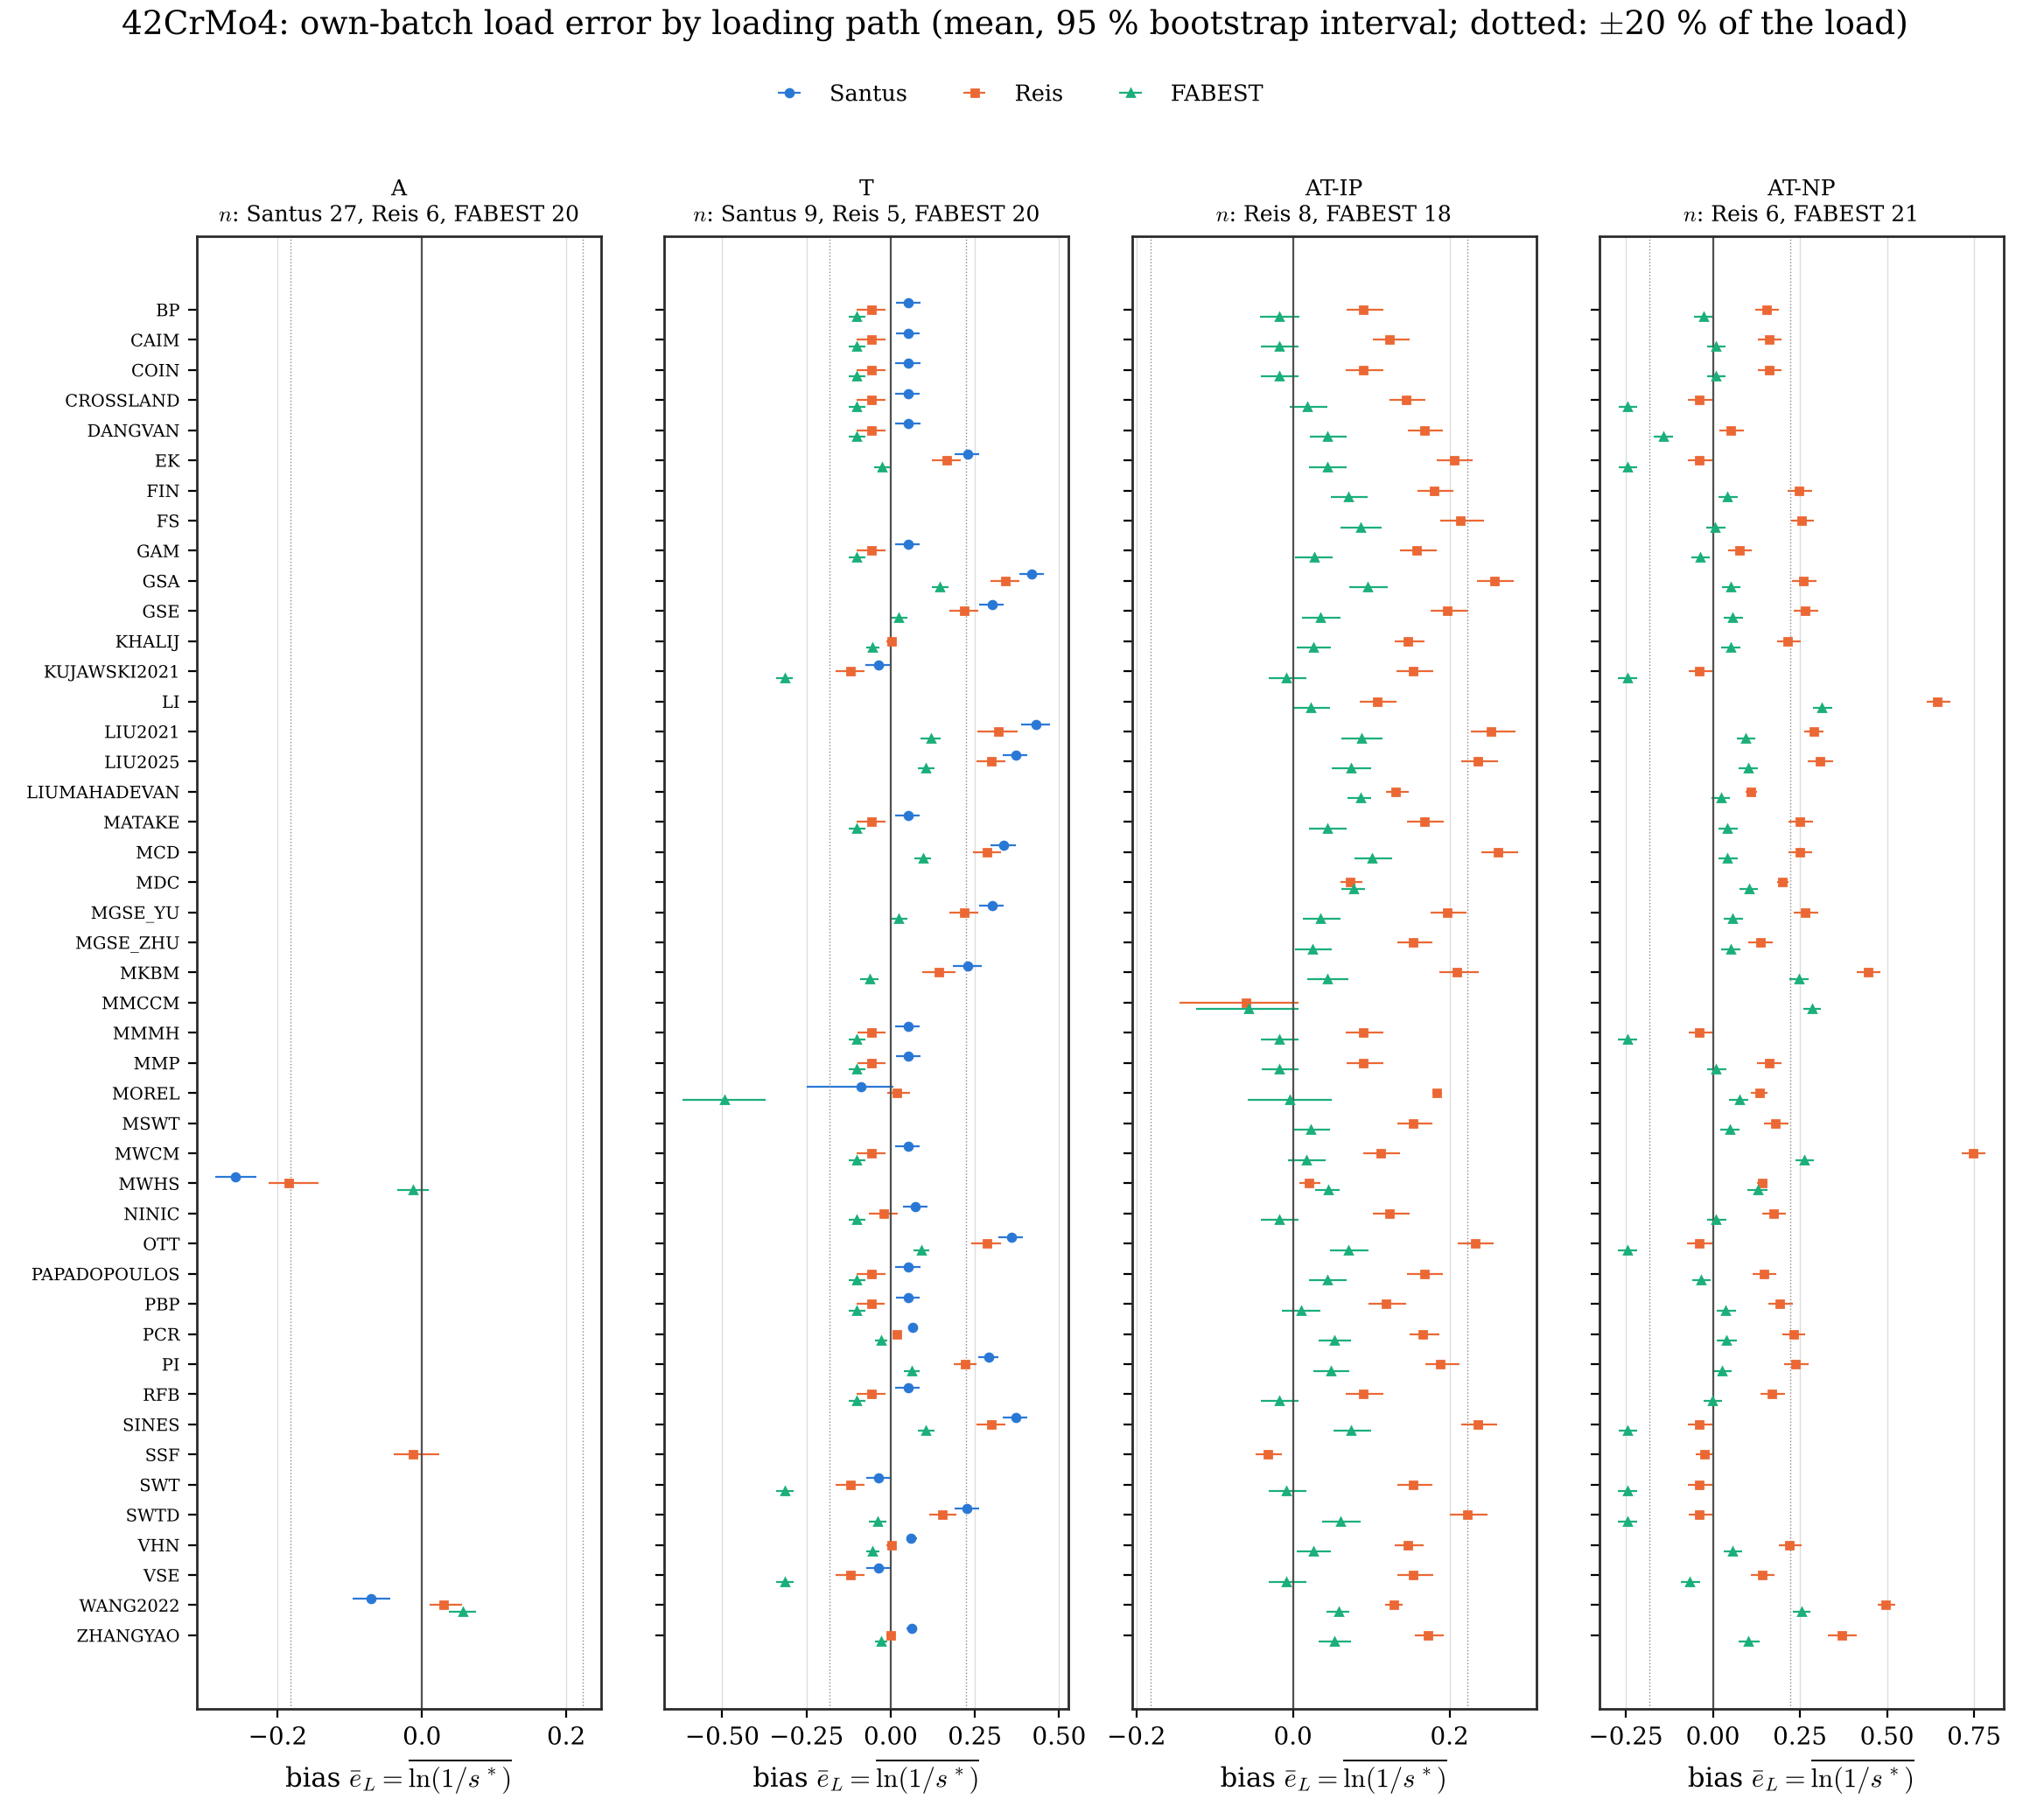 42CrMo4: own-batch load error by loading path (mean, 95 % bootstrap interval; dotted: ±20 % of the load)
Santus Reis FABEST
A
n: Santus 27, Reis 6, FABEST 20
T
n: Santus 9, Reis 5, FABEST 20
AT-IP
n: Reis 8, FABEST 18
AT-NP
n: Reis 6, FABEST 21
BP
CAIM
COIN
CROSSLAND
DANGVAN
EK
FIN
FS
GAM
GSA
GSE
KHALIJ
KUJAWSKI2021
LI
LIU2021
LIU2025
LIUMAHADEVAN
MATAKE
MCD
MDC
MGSE_YU
MGSE_ZHU
MKBM
MMCCM
MMMH
MMP
MOREL
MSWT
MWCM
MWHS
NINIC
OTT
PAPADOPOULOS
PBP
PCR
PI
RFB
SINES
SSF
SWT
SWTD
VHN
VSE
WANG2022
ZHANGYAO
−0.2 0.0 0.2
bias ē_L = \overline{ln(1/s*)}
−0.50 −0.25 0.00 0.25 0.50
bias ē_L = \overline{ln(1/s*)}
−0.2 0.0 0.2
bias ē_L = \overline{ln(1/s*)}
−0.25 0.00 0.25 0.50 0.75
bias ē_L = \overline{ln(1/s*)}